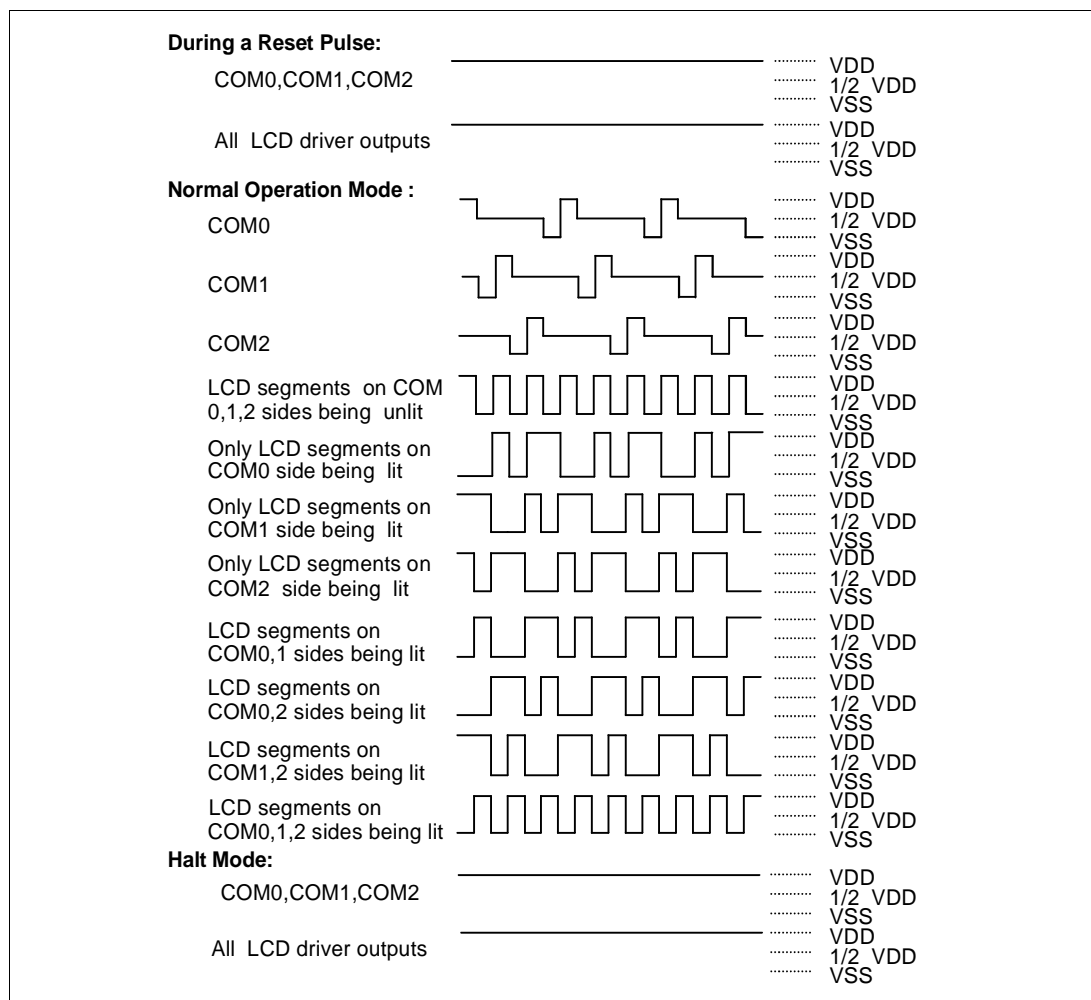 During a Reset Pulse:
COM0,COM1,COM2
VDD
1/2 VDD
VSS
All LCD driver outputs
VDD
1/2 VDD
VSS
Normal Operation Mode :
COM0
VDD
1/2 VDD
VSS
COM1
VDD
1/2 VDD
VSS
COM2
VDD
1/2 VDD
VSS
LCD segments on COM
0,1,2 sides being unlit
VDD
1/2 VDD
VSS
Only LCD segments on
COM0 side being lit
VDD
1/2 VDD
VSS
Only LCD segments on
COM1 side being lit
VDD
1/2 VDD
VSS
Only LCD segments on
COM2 side being lit
VDD
1/2 VDD
VSS
LCD segments on
COM0,1 sides being lit
VDD
1/2 VDD
VSS
LCD segments on
COM0,2 sides being lit
VDD
1/2 VDD
VSS
LCD segments on
COM1,2 sides being lit
VDD
1/2 VDD
VSS
LCD segments on
COM0,1,2 sides being lit
VDD
1/2 VDD
VSS
Halt Mode:
COM0,COM1,COM2
VDD
1/2 VDD
VSS
All LCD driver outputs
VDD
1/2 VDD
VSS